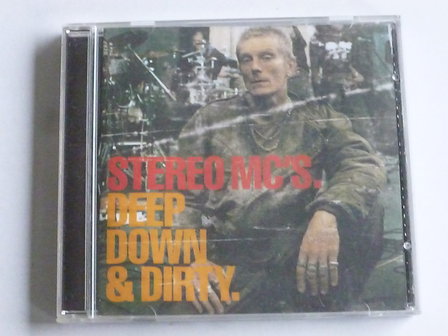 STEREO MC'S.
DEEP
DOWN
& DIRTY.